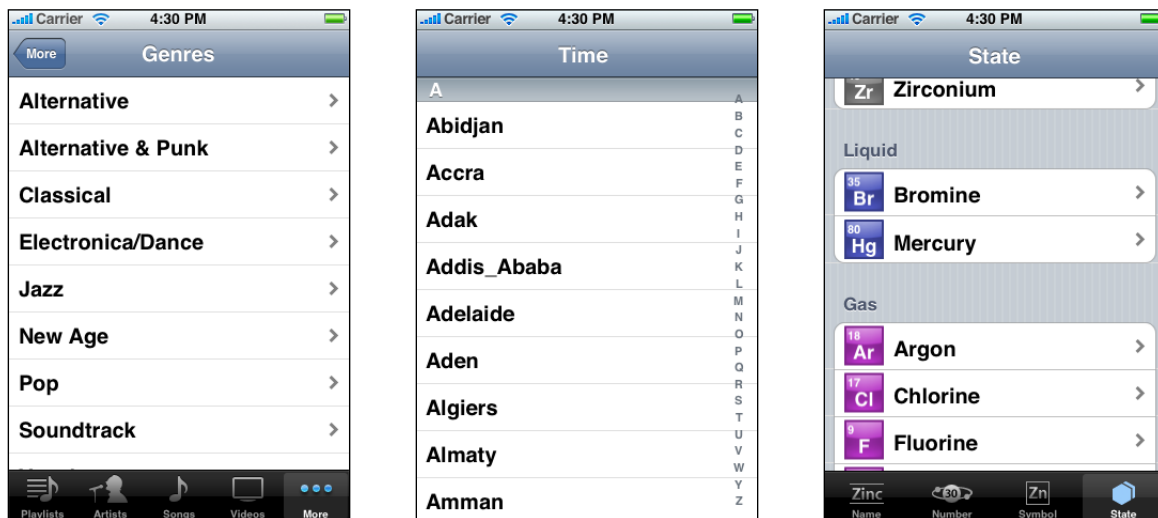 Carrier 4:30 PM
More Genres
Alternative
Alternative & Punk
Classical
Electronica/Dance
Jazz
New Age
Pop
Soundtrack
Playlists Artists Songs Videos More
Carrier 4:30 PM
Time
A
Abidjan
Accra
Adak
Addis_Ababa
Adelaide
Aden
Algiers
Almaty
Amman
A
B
C
D
E
F
G
H
I
J
K
L
M
N
O
P
Q
R
S
T
U
V
W
Y
Z
Carrier 4:30 PM
State
Zr Zirconium
Liquid
35
Br Bromine
80
Hg Mercury
Gas
18
Ar Argon
17
Cl Chlorine
9
F Fluorine
Zinc 30 Zn
Name Number Symbol State